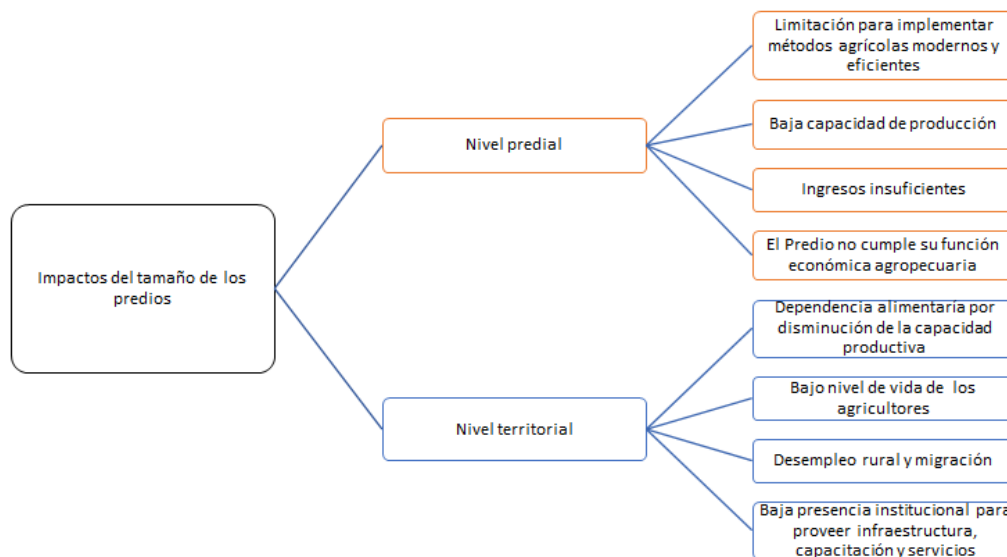 Impactos del tamaño de los
predios
Nivel predial
Limitación para implementar
métodos agrícolas modernos y
eficientes
Baja capacidad de producción
Ingresos insuficientes
El Predio no cumple su función
económica agropecuaria
Nivel territorial
Dependencia alimentaría por
disminución de la capacidad
productiva
Bajo nivel de vida de los
agricultores
Desempleo rural y migración
Baja presencia institucional para
proveer infraestructura,
capacitación y servicios